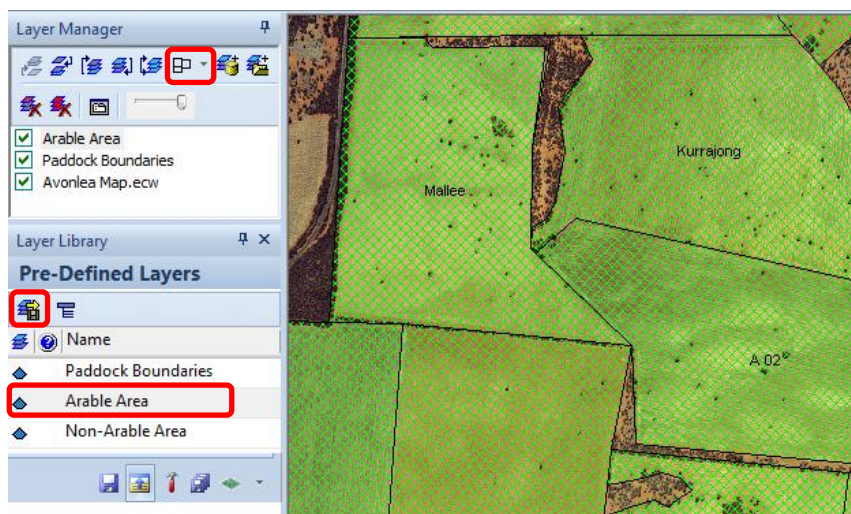 Layer Manager
Arable Area
Paddock Boundaries
Avonlea Map.ecw
Layer Library
Pre-Defined Layers
Name
Paddock Boundaries
Arable Area
Non-Arable Area
Kurrajong
Mallee
A 02